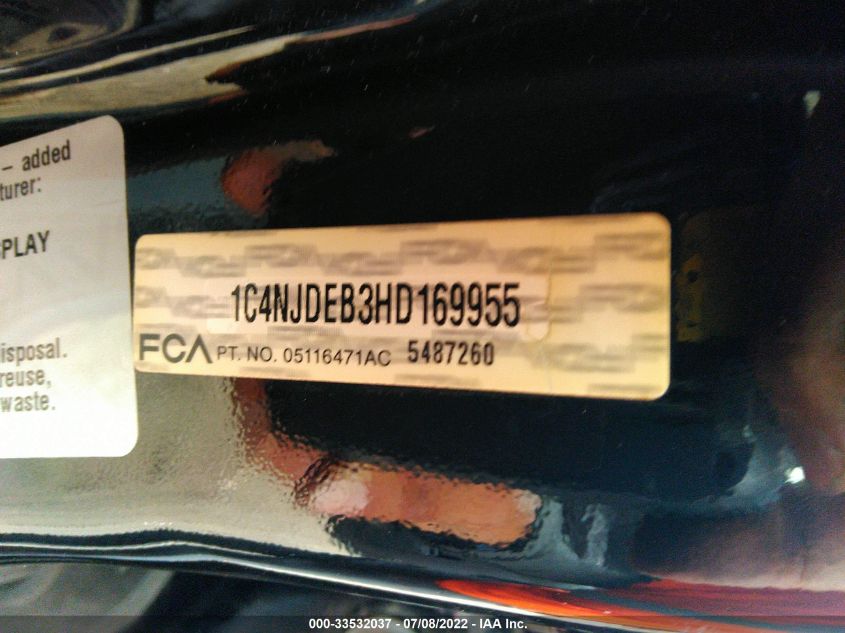 – added
turer:
PLAY
isposal.
reuse,
waste.
1C4NJDEB3HD169955
FCA PT. NO. 05116471AC 5487260
000-33532037 - 07/08/2022 - IAA Inc.